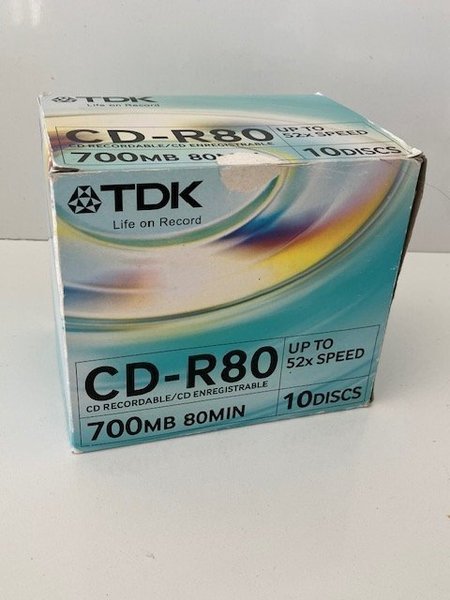 TDK
Life on Record
CD-R80
CD RECORDABLE/CD ENREGISTRABLE
UP TO
52x SPEED
700MB
10DISCS
TDK
Life on Record
CD-R80
CD RECORDABLE/CD ENREGISTRABLE
UP TO
52x SPEED
700MB 80MIN
10DISCS